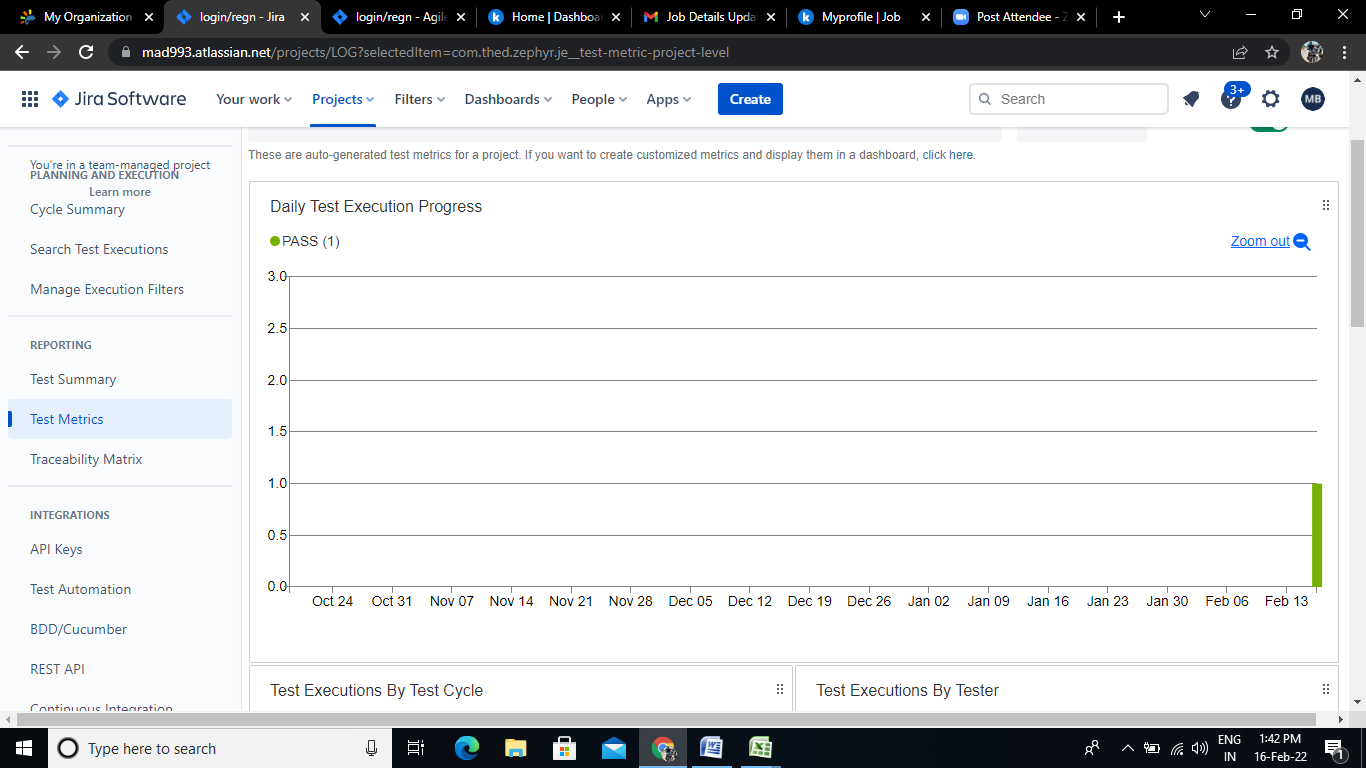 My Organization
login/regn - Jira
login/regn - Agile
Home | Dashboa
Job Details Upda
Myprofile | Job
Post Attendee - Z
mad993.atlassian.net/projects/LOG?selectedItem=com.thed.zephyr.je__test-metric-project-level
Jira Software
Your work
Projects
Filters
Dashboards
People
Apps
Create
Search
3+
MB
You're in a team-managed project
PLANNING AND EXECUTION
Learn more
Cycle Summary
Search Test Executions
Manage Execution Filters
REPORTING
Test Summary
Test Metrics
Traceability Matrix
INTEGRATIONS
API Keys
Test Automation
BDD/Cucumber
REST API
Continuous Integration
These are auto-generated test metrics for a project. If you want to create customized metrics and display them in a dashboard, click here.
Daily Test Execution Progress
PASS (1)
Zoom out
3.0
2.5
2.0
1.5
1.0
0.5
0.0
Oct 24 Oct 31 Nov 07 Nov 14 Nov 21 Nov 28 Dec 05 Dec 12 Dec 19 Dec 26 Jan 02 Jan 09 Jan 16 Jan 23 Jan 30 Feb 06 Feb 13
Test Executions By Test Cycle
Test Executions By Tester
Type here to search
ENG
IN
1:42 PM
16-Feb-22
1